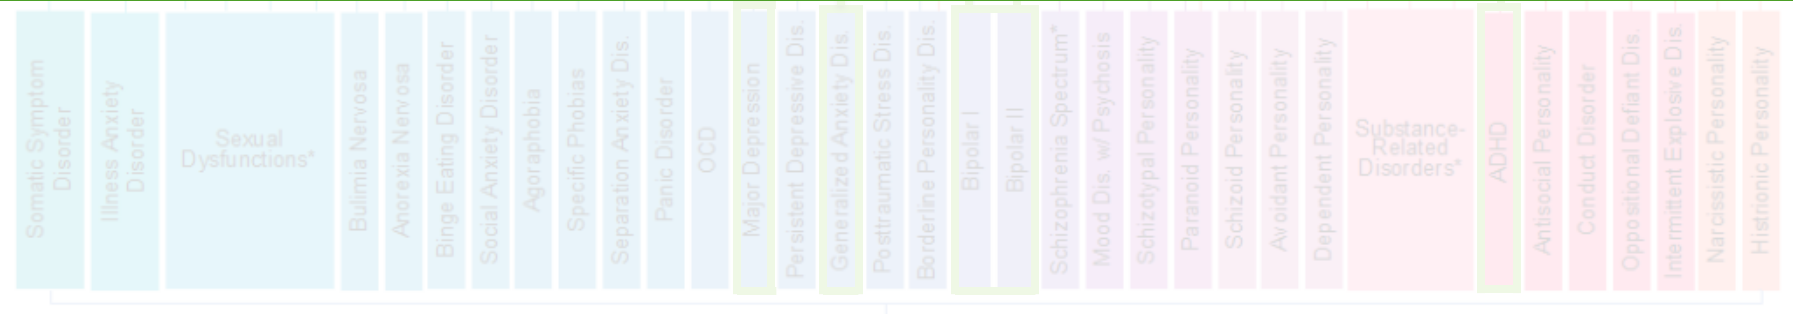 Somatic Symptom
Disorder
Illness Anxiety
Disorder
Sexual
Dysfunctions*
Bulimia Nervosa
Anorexia Nervosa
Binge Eating Disorder
Social Anxiety Disorder
Agoraphobia
Specific Phobias
Separation Anxiety Dis.
Panic Disorder
OCD
Major Depression
Persistent Depressive Dis.
Generalized Anxiety Dis.
Posttraumatic Stress Dis.
Borderline Personality Dis.
Bipolar I
Bipolar II
Schizophrenia Spectrum*
Mood Dis. w/ Psychosis
Schizotypal Personality
Paranoid Personality
Schizoid Personality
Avoidant Personality
Dependent Personality
Substance-
Related
Disorders*
ADHD
Antisocial Personality
Conduct Disorder
Oppositional Defiant Dis.
Intermittent Explosive Dis.
Narcissistic Personality
Histrionic Personality